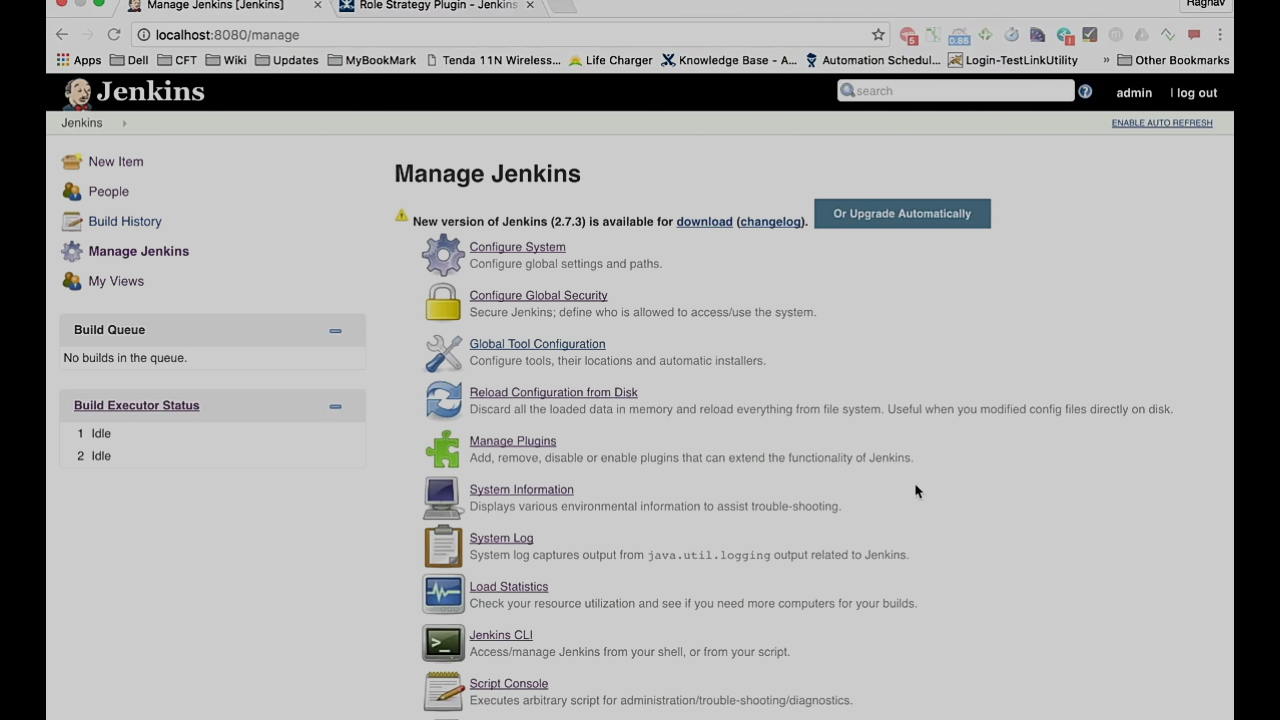 Manage Jenkins [Jenkins]
Role Strategy Plugin - Jenkins
Raghav
localhost:8080/manage
5
0.85
Apps
Dell
CFT
Wiki
Updates
MyBookMark
Tenda 11N Wireless...
Life Charger
Knowledge Base - A...
Automation Schedul...
Login-TestLinkUtility
»
Other Bookmarks
Jenkins
search
admin
| log out
Jenkins
ENABLE AUTO REFRESH
New Item
People
Build History
Manage Jenkins
My Views
Build Queue
No builds in the queue.
Build Executor Status
1 Idle
2 Idle
Manage Jenkins
New version of Jenkins (2.7.3) is available for download (changelog).
Or Upgrade Automatically
Configure System
Configure global settings and paths.
Configure Global Security
Secure Jenkins; define who is allowed to access/use the system.
Global Tool Configuration
Configure tools, their locations and automatic installers.
Reload Configuration from Disk
Discard all the loaded data in memory and reload everything from file system. Useful when you modified config files directly on disk.
Manage Plugins
Add, remove, disable or enable plugins that can extend the functionality of Jenkins.
System Information
Displays various environmental information to assist trouble-shooting.
System Log
System log captures output from java.util.logging output related to Jenkins.
Load Statistics
Check your resource utilization and see if you need more computers for your builds.
Jenkins CLI
Access/manage Jenkins from your shell, or from your script.
Script Console
Executes arbitrary script for administration/trouble-shooting/diagnostics.